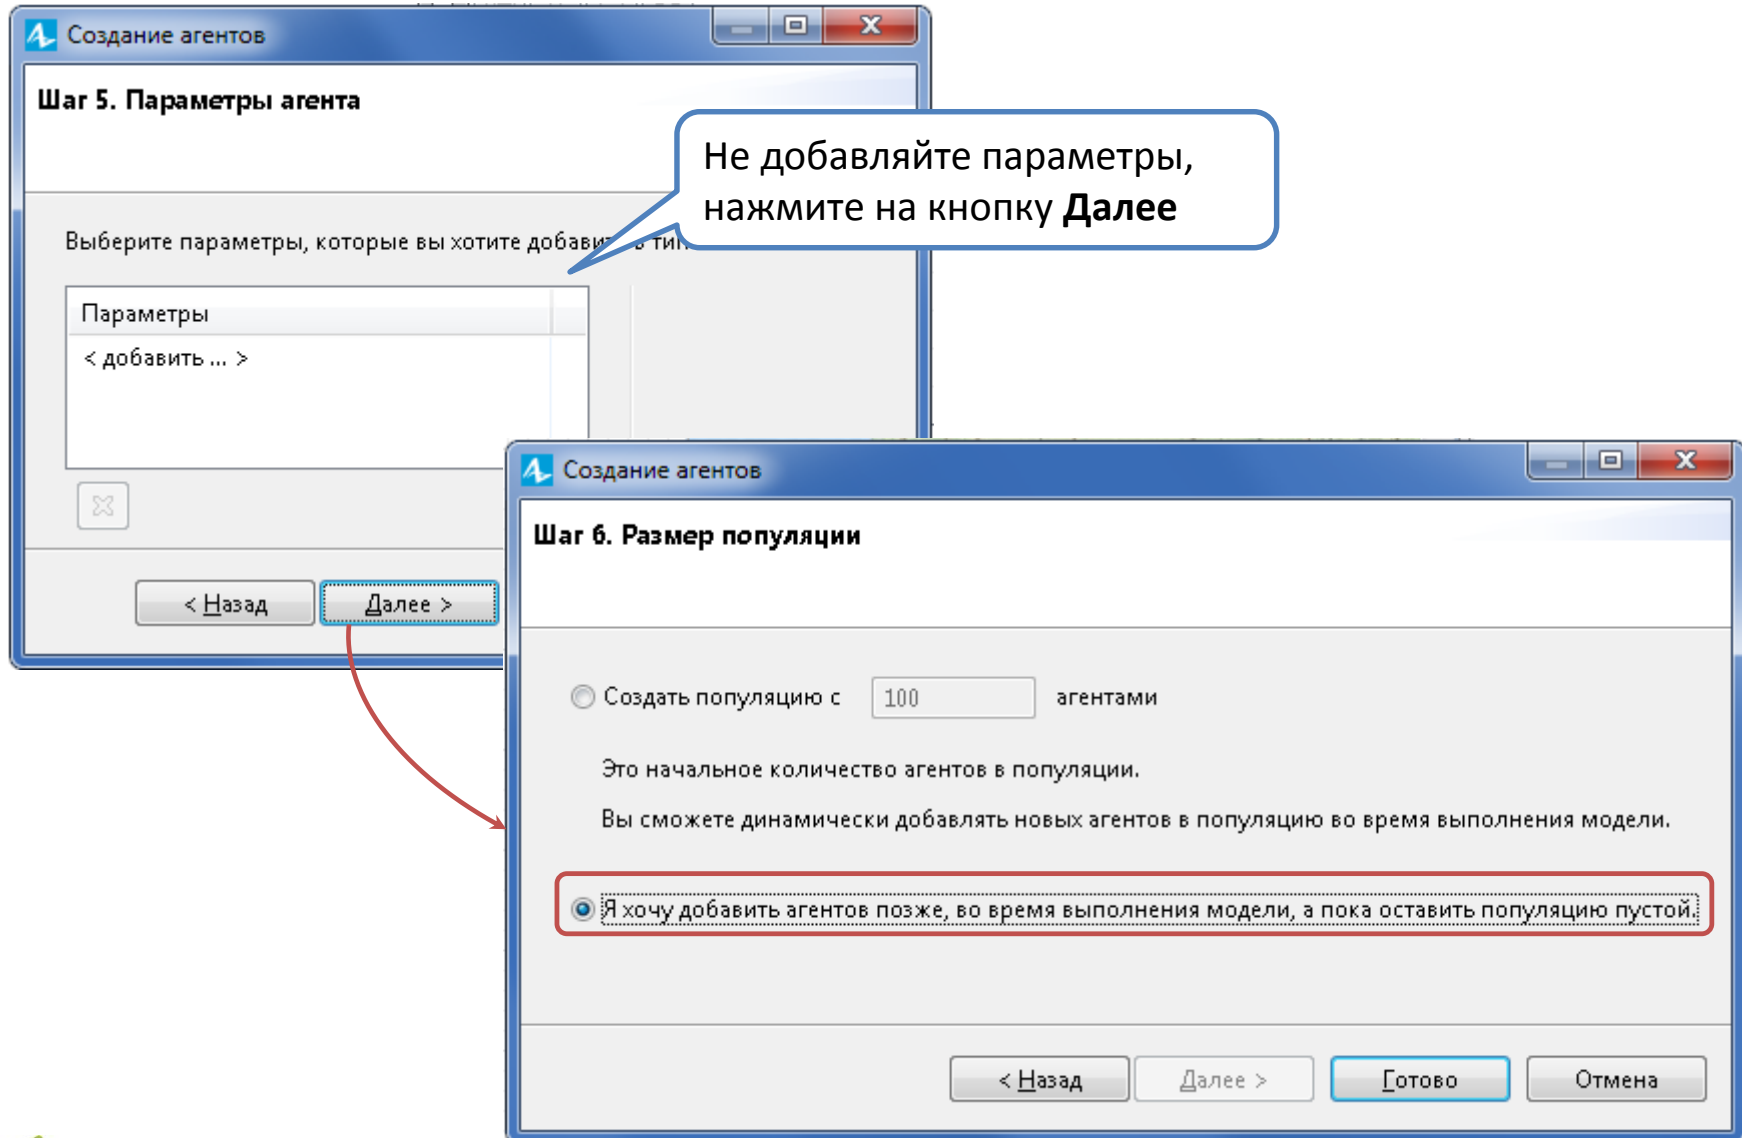 Создание агентов
Шаг 5. Параметры агента
Не добавляйте параметры,
нажмите на кнопку Далее
Выберите параметры, которые вы хотите
Параметры
< добавить ... >
< Назад
Далее >
Создание агентов
Шаг 6. Размер популяции
Создать популяцию с 100 агентами
Это начальное количество агентов в популяции.
Вы сможете динамически добавлять новых агентов в популяцию во время выполнения модели.
Я хочу добавить агентов позже, во время выполнения модели, а пока оставить популяцию пустой.
< Назад
Далее >
Готово
Отмена